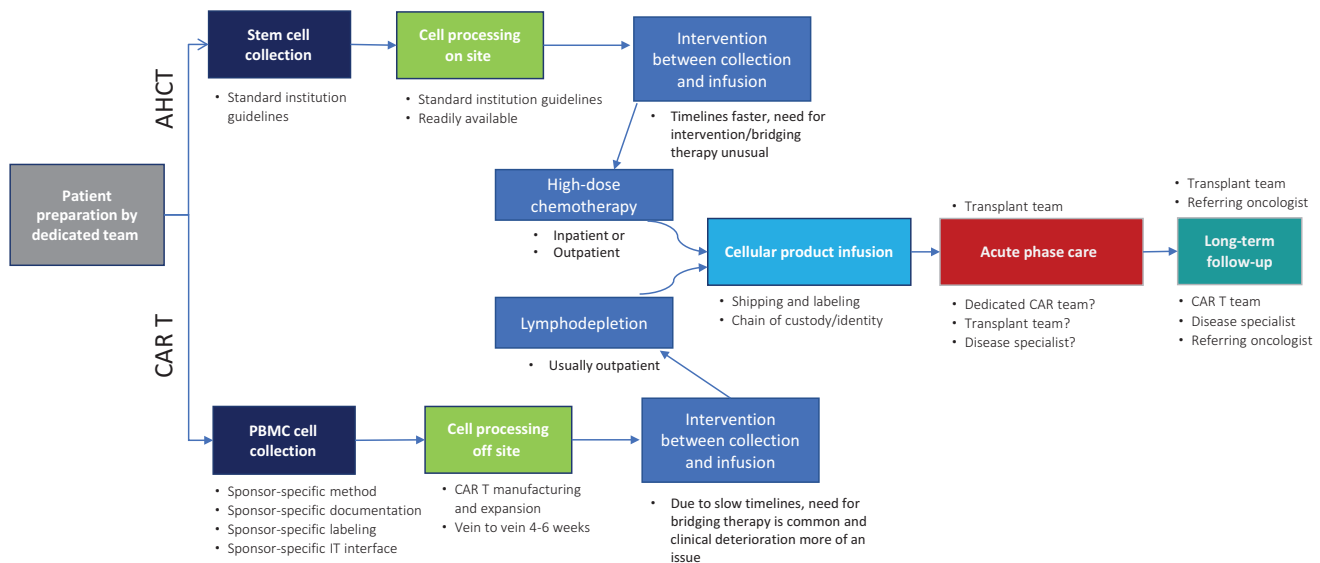 AHCT
Stem cell
collection
• Standard institution
guidelines
Cell processing
on site
• Standard institution guidelines
• Readily available
Intervention
between collection
and infusion
• Timelines faster, need for
intervention/bridging
therapy unusual
Patient
preparation by
dedicated team
High-dose
chemotherapy
• Inpatient or
• Outpatient
Lymphodepletion
• Usually outpatient
Cellular product infusion
• Shipping and labeling
• Chain of custody/identity
• Transplant team
Acute phase care
• Dedicated CAR team?
• Transplant team?
• Disease specialist?
• Transplant team
• Referring oncologist
Long-term
follow-up
• CAR T team
• Disease specialist
• Referring oncologist
CAR T
PBMC cell
collection
• Sponsor-specific method
• Sponsor-specific documentation
• Sponsor-specific labeling
• Sponsor-specific IT interface
Cell processing
off site
• CAR T manufacturing
and expansion
• Vein to vein 4-6 weeks
Intervention
between collection
and infusion
• Due to slow timelines, need for
bridging therapy is common and
clinical deterioration more of an
issue